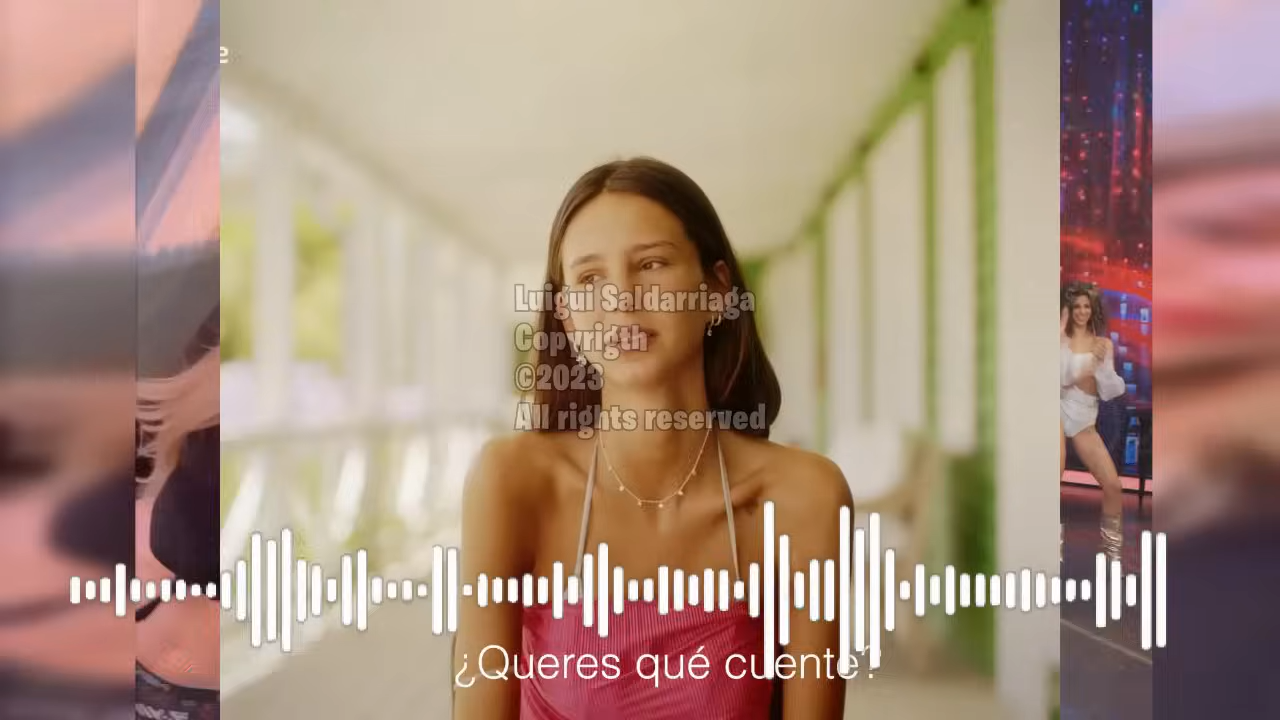 Luigui Saldarriaga
Copyrigth
©2023
All rights reserved
¿Queres qué cuente?